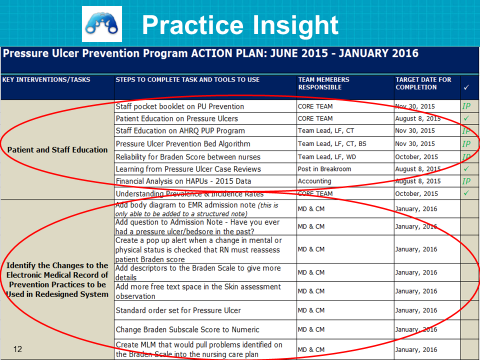 Practice Insight
Pressure Ulcer Prevention Program ACTION PLAN: JUNE 2015 - JANUARY 2016
KEY INTERVENTIONS/TASKS STEPS TO COMPLETE TASK AND TOOLS TO USE TEAM MEMEBERS RESPONSIBLE TARGET DATE FOR COMPLETION ✓
Patient and Staff Education
Staff pocket booklet on PU Prevention CORE TEAM Nov 30, 2015 IP
Patient Education on Pressure Ulcers CORE TEAM August 8, 2015 ✓
Staff Education on AHRQ PUP Program Team Lead, LF, CT Nov 30, 2015 IP
Pressure Ulcer Prevention Bed Algorithm Team Lead, LF, CT, BS Nov 30, 2015 IP
Reliability for Braden Score between nurses Team Lead, LF, WD October, 2015 IP
Learning from Pressure Ulcer Case Reviews Post in Breakroom August 8, 2015 ✓
Financial Analysis on HAPUs - 2015 Data Accounting August 8, 2015 IP
Understanding Prevalence & Incidence Rates CORE TEAM October, 2015 ✓
Identify the Changes to the
Electronic Medical Record of
Prevention Practices to be
Used in Redesigned System
Add body diagram to EMR admission note (this is
only able to be added to a structured note) MD & CM January, 2016
Add question to Admission Note - Have you ever
had a pressure ulcer/bedsore in the past? MD & CM January, 2016
Create a pop up alert when a change in mental or
physical status is checked that RN must reassess
patient Braden score MD & CM January, 2016
Add descriptors to the Braden Scale to give more
details MD & CM January, 2016
Add more free text space in the Skin assessment
observation MD & CM January, 2016
Standard order set for Pressure Ulcer MD & CM January, 2016
Change Braden Subscale Score to Numeric MD & CM January, 2016
Create MLM that would pull problems identified on
the Braden Scale into the nursing care plan MD & CM January, 2016
12